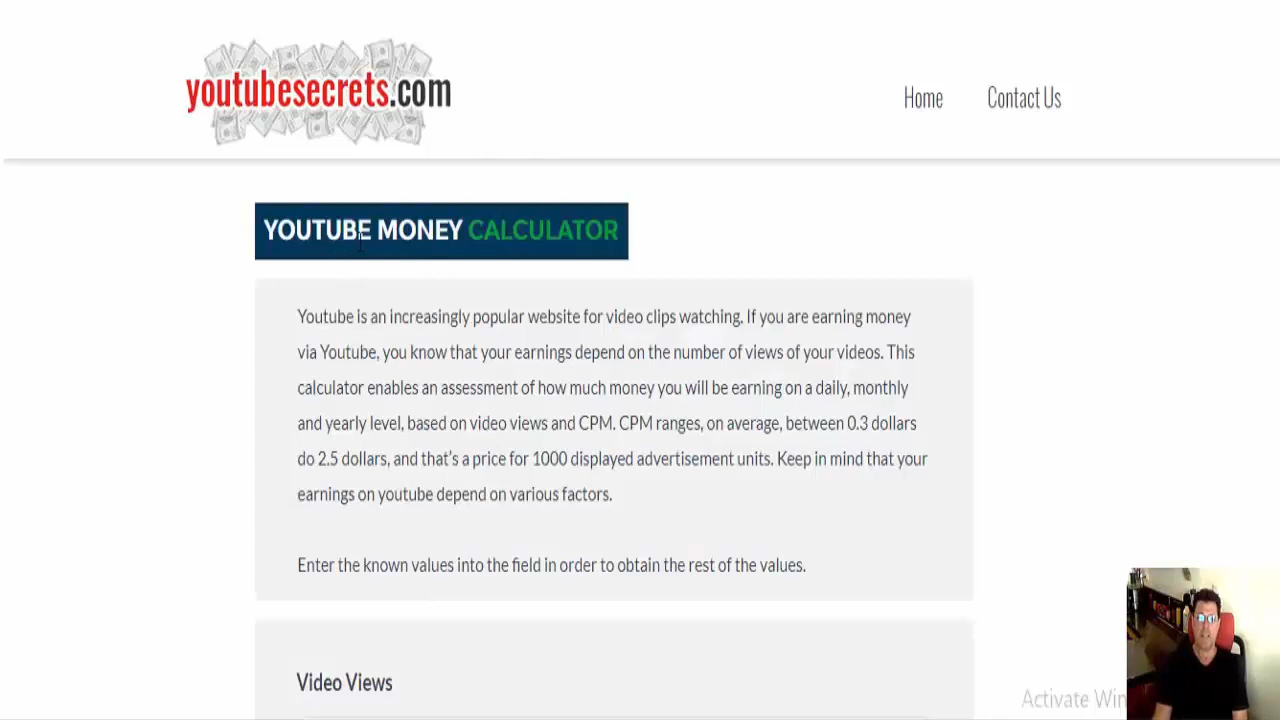 youtubesecrets.com
Home
Contact Us
YOUTUBE MONEY CALCULATOR
Youtube is an increasingly popular website for video clips watching. If you are earning money
via Youtube, you know that your earnings depend on the number of views of your videos. This
calculator enables an assessment of how much money you will be earning on a daily, monthly
and yearly level, based on video views and CPM. CPM ranges, on average, between 0.3 dollars
do 2.5 dollars, and that's a price for 1000 displayed advertisement units. Keep in mind that your
earnings on youtube depend on various factors.
Enter the known values into the field in order to obtain the rest of the values.
Video Views
Activate Win